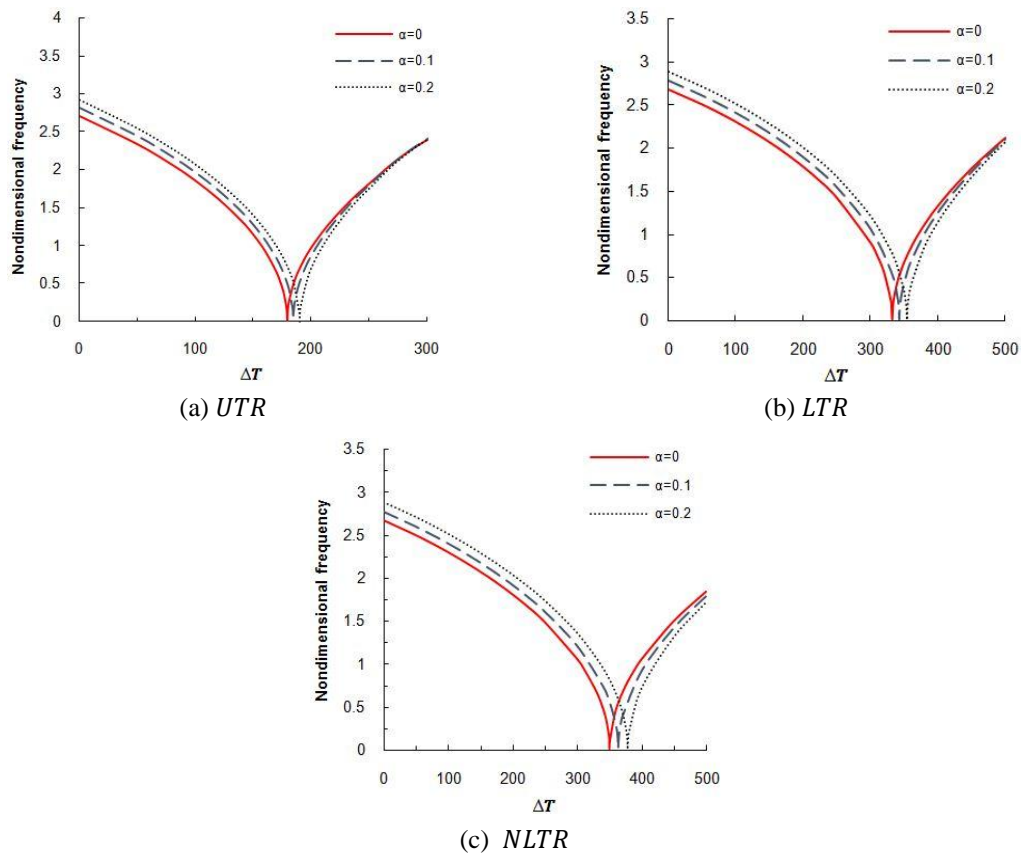 4
3.5
3
2.5
2
1.5
1
0.5
0
Nondimensional frequency
α=0
α=0.1
α=0.2
0 100 200 300
ΔT
(a) UTR
3.5
3
2.5
2
1.5
1
0.5
0
Nondimensional frequency
α=0
α=0.1
α=0.2
0 100 200 300 400 500
ΔT
(b) LTR
3.5
3
2.5
2
1.5
1
0.5
0
Nondimensional frequency
α=0
α=0.1
α=0.2
0 100 200 300 400 500
ΔT
(c) NLTR